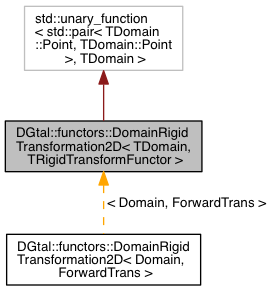 std::unary_function
< std::pair< TDomain
::Point, TDomain::Point
>, TDomain >
DGtal::functors::DomainRigid
Transformation2D< TDomain,
TRigidTransformFunctor >
< Domain, ForwardTrans >
DGtal::functors::DomainRigid
Transformation2D< Domain,
ForwardTrans >